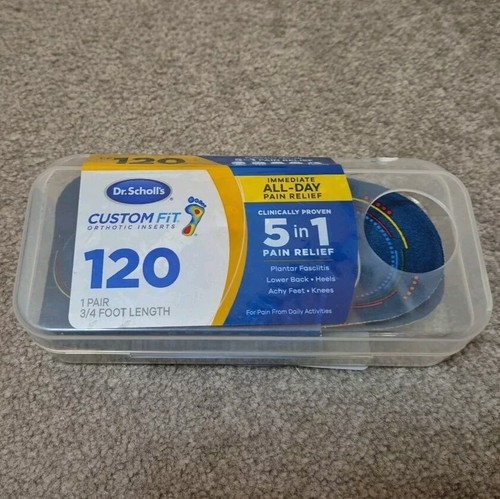 120
Dr. Scholl's
CUSTOM FIT
ORTHOTIC INSERTS
120
1 PAIR
3/4 FOOT LENGTH
IMMEDIATE
ALL-DAY
PAIN RELIEF
CLINICALLY PROVEN
5 in 1
PAIN RELIEF
Plantar Fasciitis
Lower Back • Heels
Achy Feet • Knees
For Pain From Daily Activities